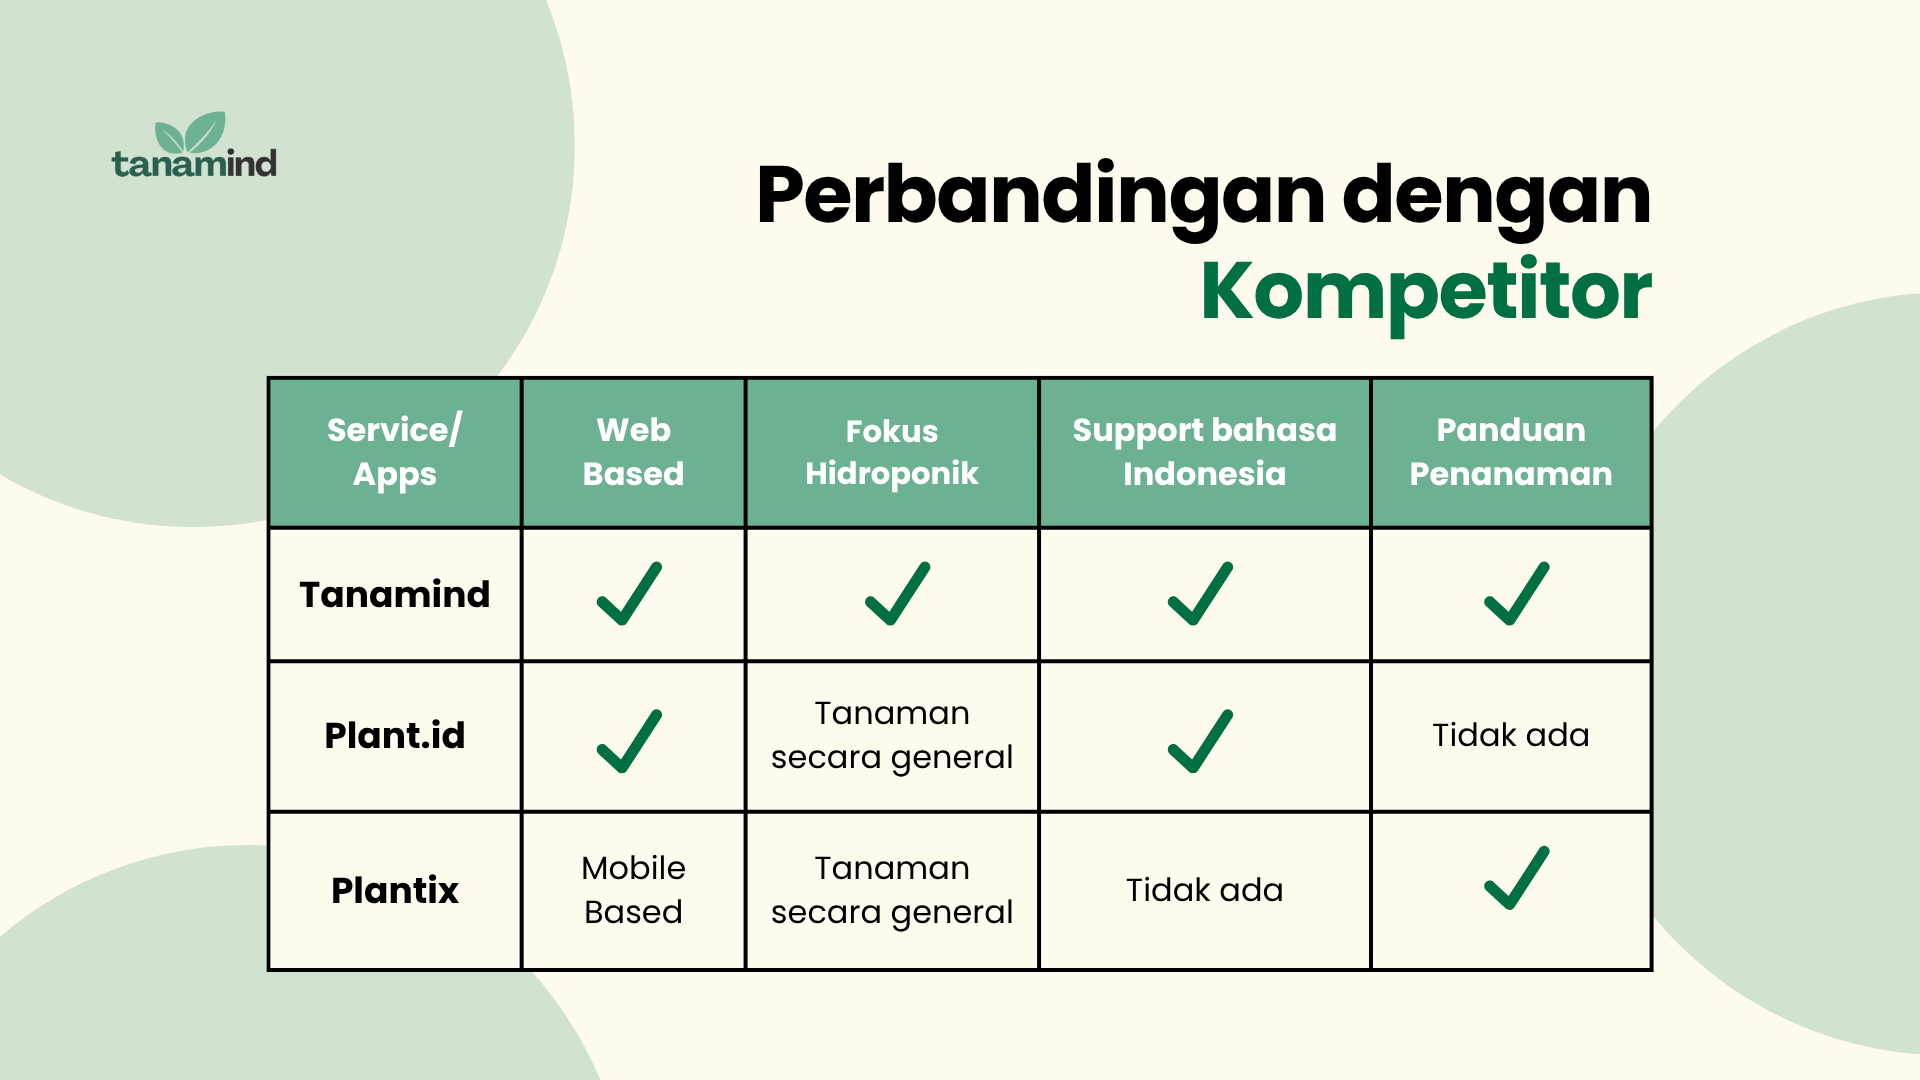 tanamind
Perbandingan dengan
Kompetitor
Service/
Apps
Web
Based
Fokus
Hidroponik
Support bahasa
Indonesia
Panduan
Penanaman
Tanamind
Plant.id
Tanaman
secara general
Tidak ada
Plantix
Mobile
Based
Tanaman
secara general
Tidak ada